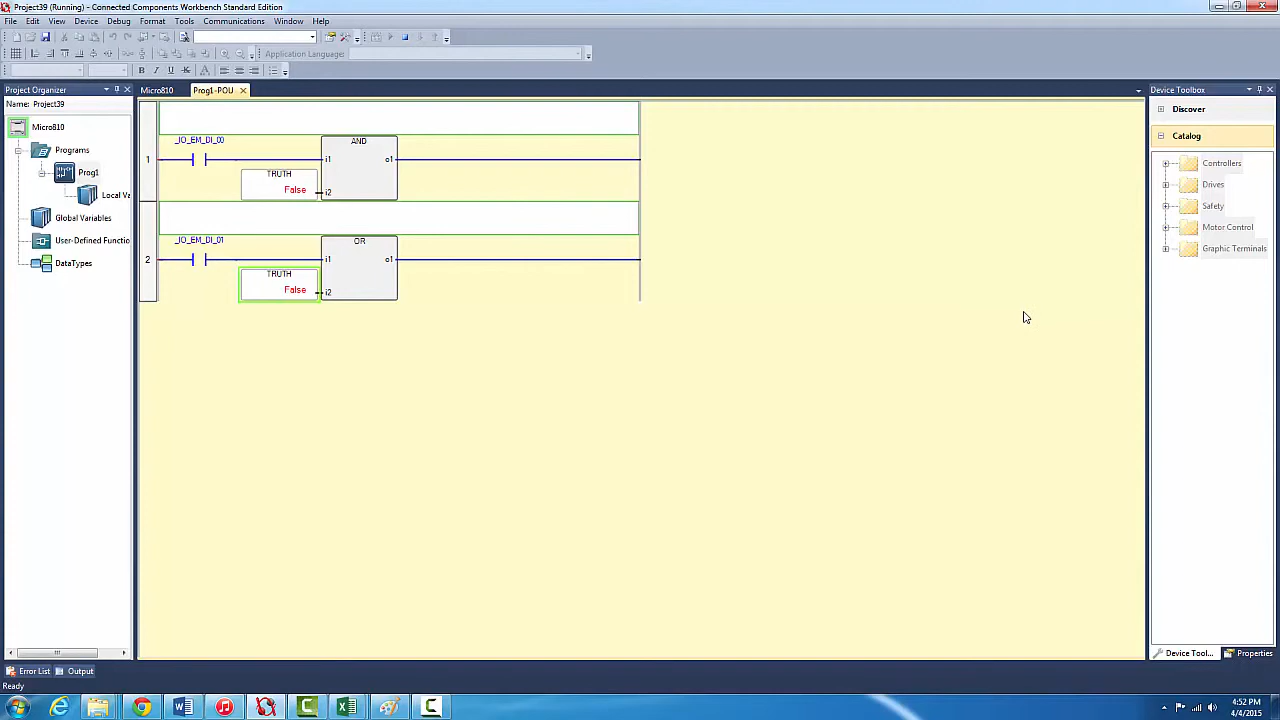 Project39 (Running) - Connected Components Workbench Standard Edition
File Edit View Device Debug Format Tools Communications Window Help
Application Language:
Project Organizer
Name: Project39
Micro810
Programs
Prog1
Local Va
Global Variables
User-Defined Functio
DataTypes
Micro810 Prog1-POU
1
_IO_EM_DI_00
AND
i1 o1
TRUTH
False
i2
2
_IO_EM_DI_01
OR
i1 o1
TRUTH
False
i2
Device Toolbox
Discover
Catalog
Controllers
Drives
Safety
Motor Control
Graphic Terminals
Device Tool... Properties
Error List Output
Ready
4:52 PM
4/4/2015